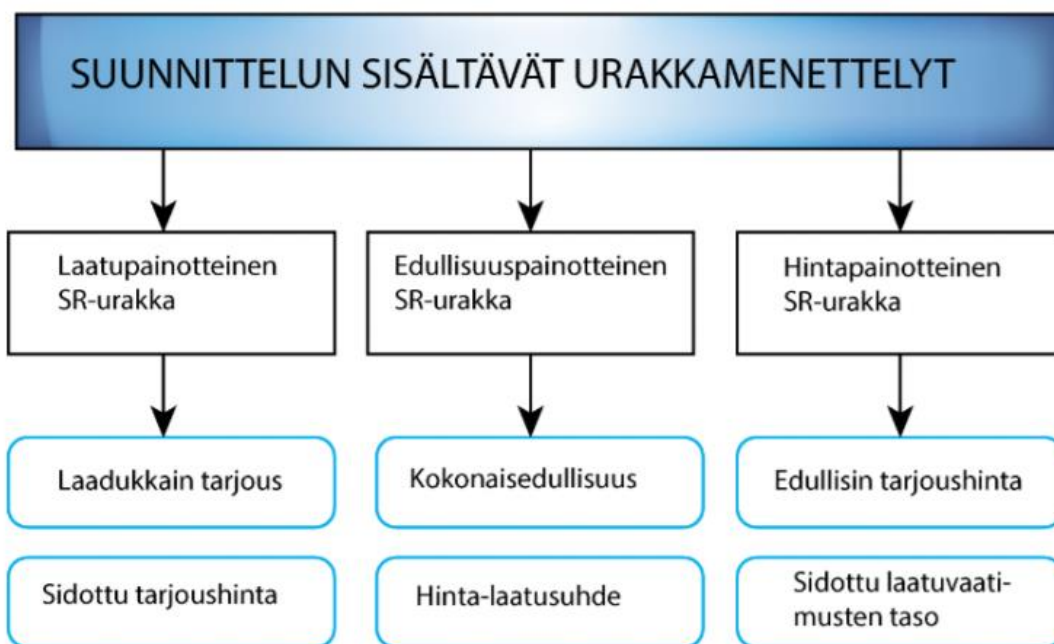 SUUNNITTELUN SISÄLTÄVÄT URAKKAMENETTELYT
Laatupainotteinen
SR-urakka
Edullisuuspainotteinen
SR-urakka
Hintapainotteinen
SR-urakka
Laadukkain tarjous
Kokonaisedullisuus
Edullisin tarjoushinta
Sidottu tarjoushinta
Hinta-laatusuhde
Sidottu laatuvaati-
musten taso